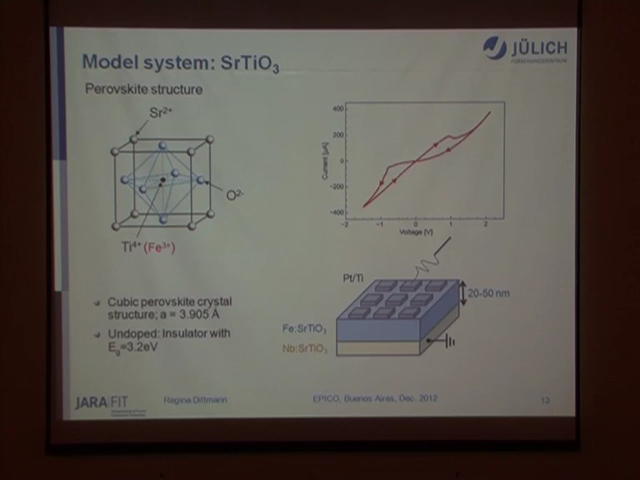 Model system: SrTiO₃
JÜLICH
FORSCHUNGSZENTRUM
Perovskite structure
Sr²⁺
O²⁻
Ti⁴⁺ (Fe³⁺)
400
200
0
-200
-400
-2
-1
0
1
2
Current [µA]
Voltage [V]
Cubic perovskite crystal
structure; a = 3.905 Å
Undoped: Insulator with
E_g=3.2eV
Pt/Ti
20-50 nm
Fe:SrTIO₃
Nb:SrTIO₃
JARA|FIT
Regina Dittmann
EPICO, Buenos Aires, Dec. 2012
13